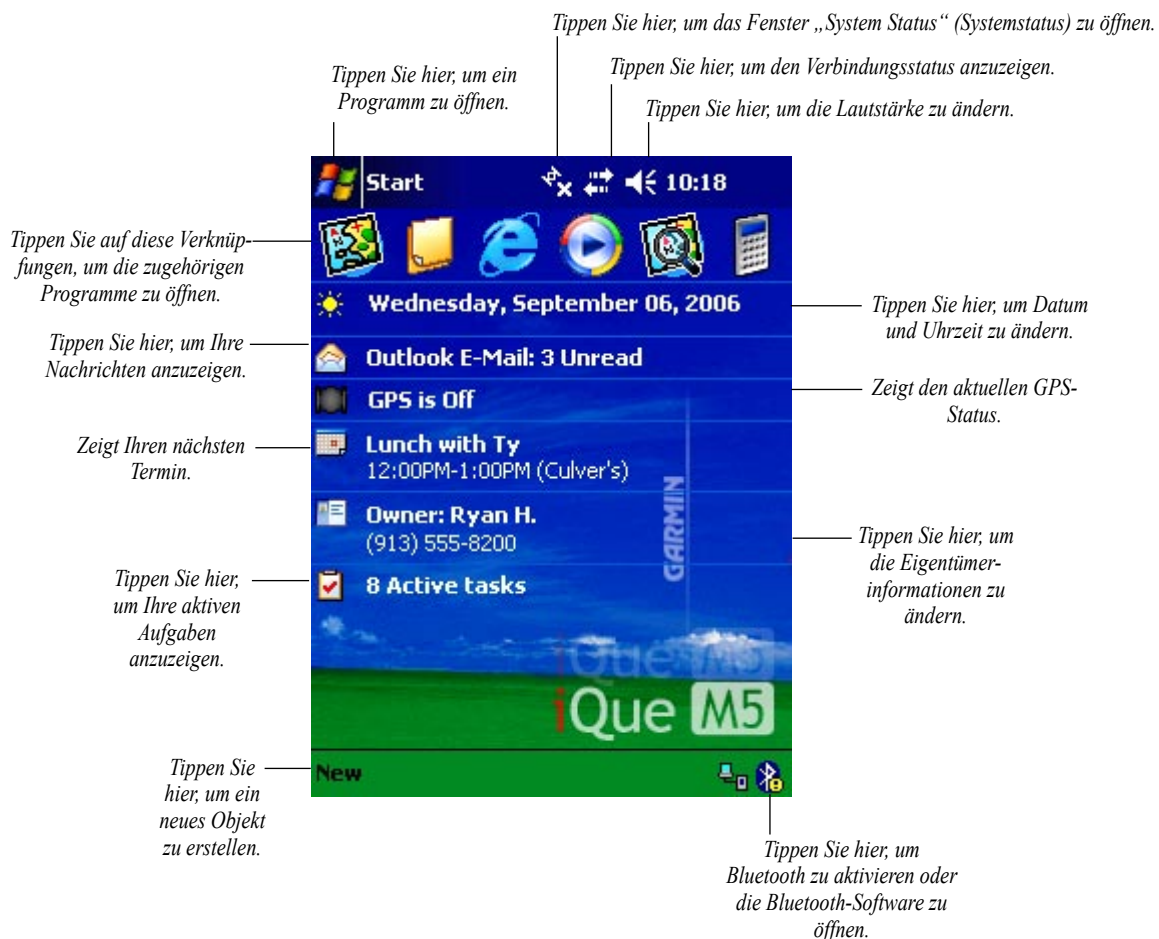 Tippen Sie hier, um das Fenster „System Status“ (Systemstatus) zu öffnen.
Tippen Sie hier, um ein
Programm zu öffnen.
Tippen Sie hier, um den Verbindungsstatus anzuzeigen.
Tippen Sie hier, um die Lautstärke zu ändern.
Start
10:18
Tippen Sie auf diese Verknüp-
fungen, um die zugehörigen
Programme zu öffnen.
Wednesday, September 06, 2006
Tippen Sie hier, um Datum
und Uhrzeit zu ändern.
Tippen Sie hier, um Ihre
Nachrichten anzuzeigen.
Outlook E-Mail: 3 Unread
GPS is Off
Zeigt den aktuellen GPS-
Status.
Zeigt Ihren nächsten
Termin.
Lunch with Ty
12:00PM-1:00PM (Culver's)
GARMIN
Owner: Ryan H.
(913) 555-8200
Tippen Sie hier, um
die Eigentümer-
informationen zu
ändern.
Tippen Sie hier,
um Ihre aktiven
Aufgaben
anzuzeigen.
8 Active tasks
iQue M5
iQue M5
Tippen Sie
hier, um ein
neues Objekt
zu erstellen.
New
Tippen Sie hier, um
Bluetooth zu aktivieren oder
die Bluetooth-Software zu
öffnen.